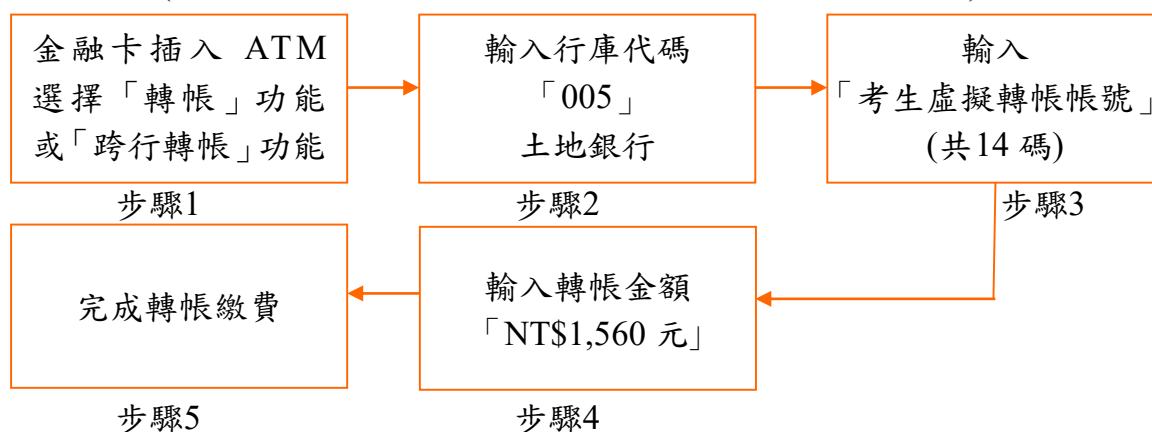 金融卡插入 ATM
選擇「轉帳」功能
或「跨行轉帳」功能
步驟1
輸入行庫代碼
「005」
土地銀行
步驟2
輸入
「考生虛擬轉帳帳號」
(共14 碼)
步驟3
輸入轉帳金額
「NT$1,560 元」
步驟4
完成轉帳繳費
步驟5